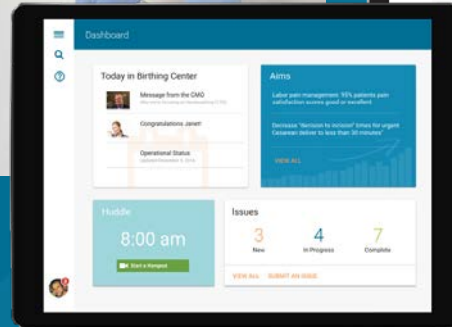 Dashboard
Today in Birthing Center
Message from the CMO
Congratulations Janet!
Operational Status
Aims
Labor pain management: 95% patients pain
satisfaction scores good or excellent
Decrease "decision to incision" times for urgent
Cesarean deliver to less than 30 minutes"
VIEW ALL
Huddle
8:00 am
Start a Hangout
Issues
3
New
4
In Progress
7
Complete
VIEW ALL
SUBMIT AN ISSUE